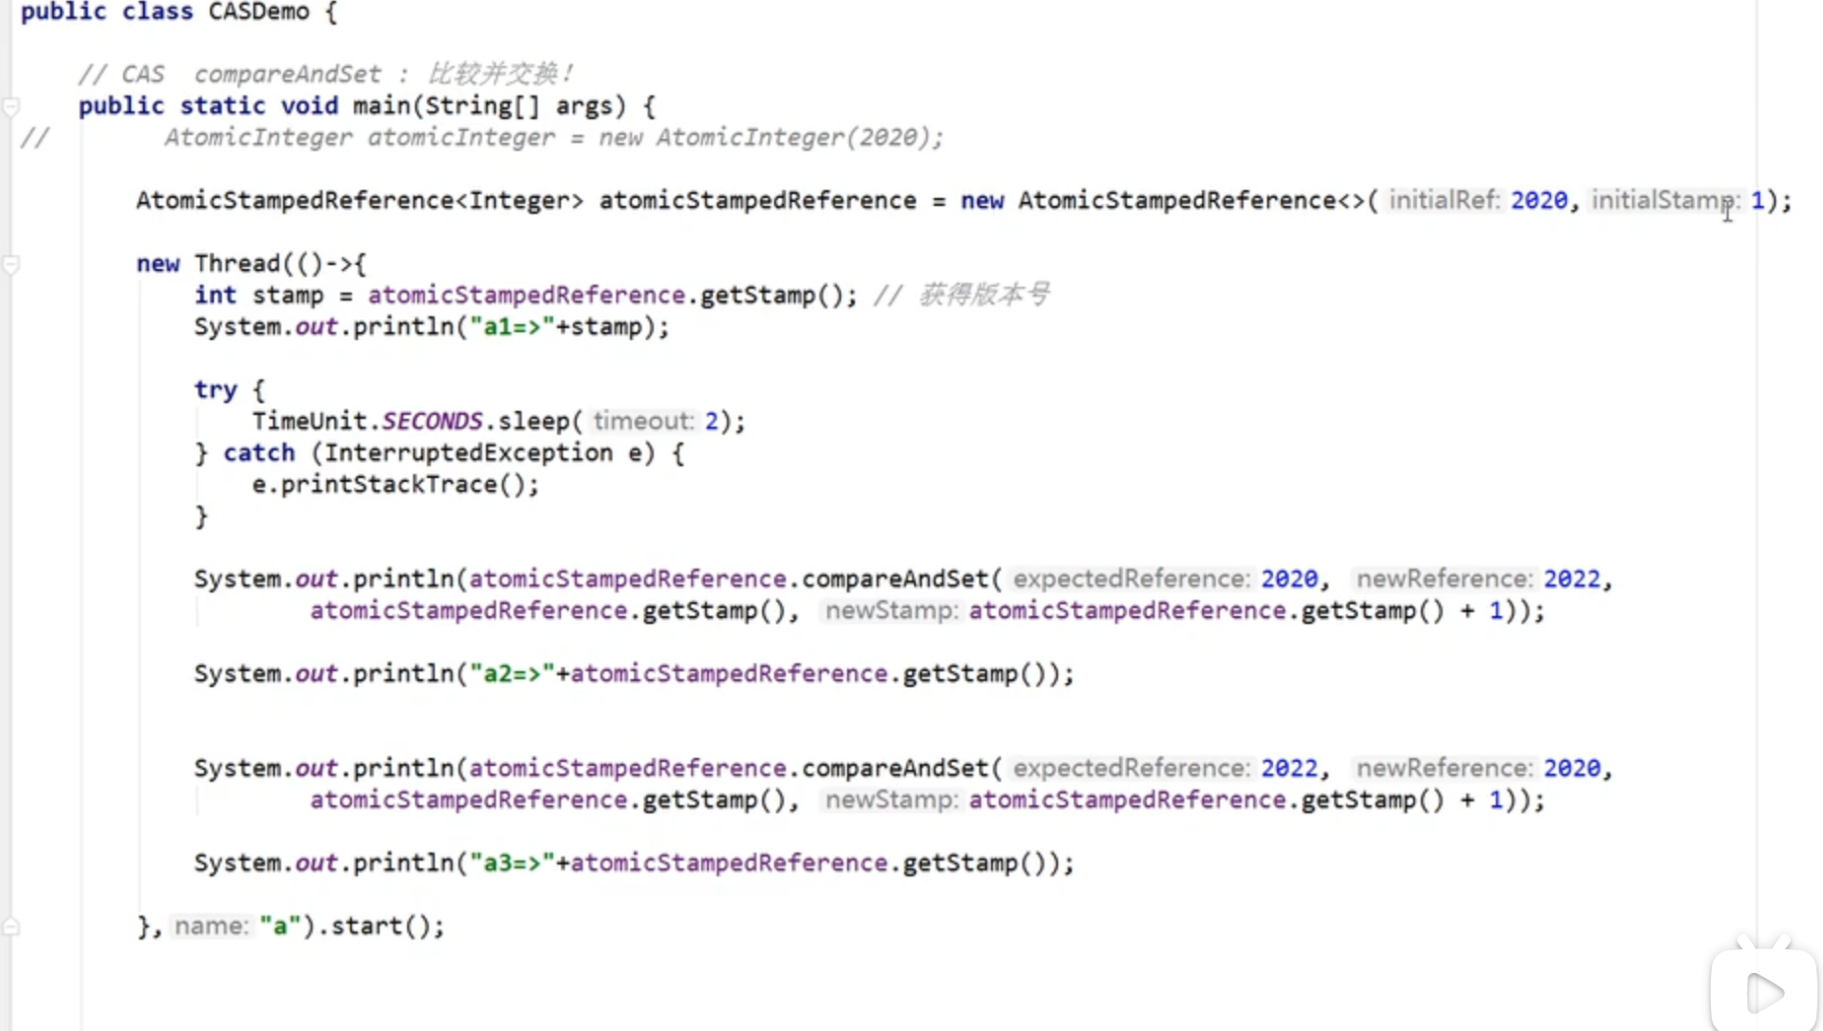 public class CASDemo {
// CAS compareAndSet : 比较并交换!
public static void main(String[] args) {
// AtomicInteger atomicInteger = new AtomicInteger(2020);
AtomicStampedReference<Integer> atomicStampedReference = new AtomicStampedReference<>( initialRef: 2020, initialStamp: 1);
new Thread(()->{
int stamp = atomicStampedReference.getStamp(); // 获得版本号
System.out.println("a1=>"+stamp);
try {
TimeUnit.SECONDS.sleep( timeout: 2);
} catch (InterruptedException e) {
e.printStackTrace();
}
System.out.println(atomicStampedReference.compareAndSet( expectedReference: 2020, newReference: 2022,
atomicStampedReference.getStamp(), newStamp: atomicStampedReference.getStamp() + 1));
System.out.println("a2=>"+atomicStampedReference.getStamp());
System.out.println(atomicStampedReference.compareAndSet( expectedReference: 2022, newReference: 2020,
atomicStampedReference.getStamp(), newStamp: atomicStampedReference.getStamp() + 1));
System.out.println("a3=>"+atomicStampedReference.getStamp());
}, name: "a").start();